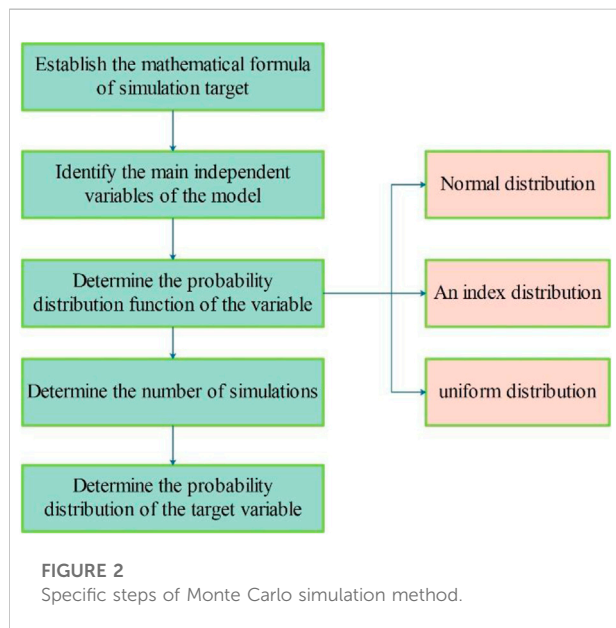 Establish the mathematical formula
of simulation target
Identify the main independent
variables of the model
Normal distribution
Determine the probability
distribution function of the variable
An index distribution
uniform distribution
Determine the number of simulations
Determine the probability
distribution of the target variable
FIGURE 2
Specific steps of Monte Carlo simulation method.